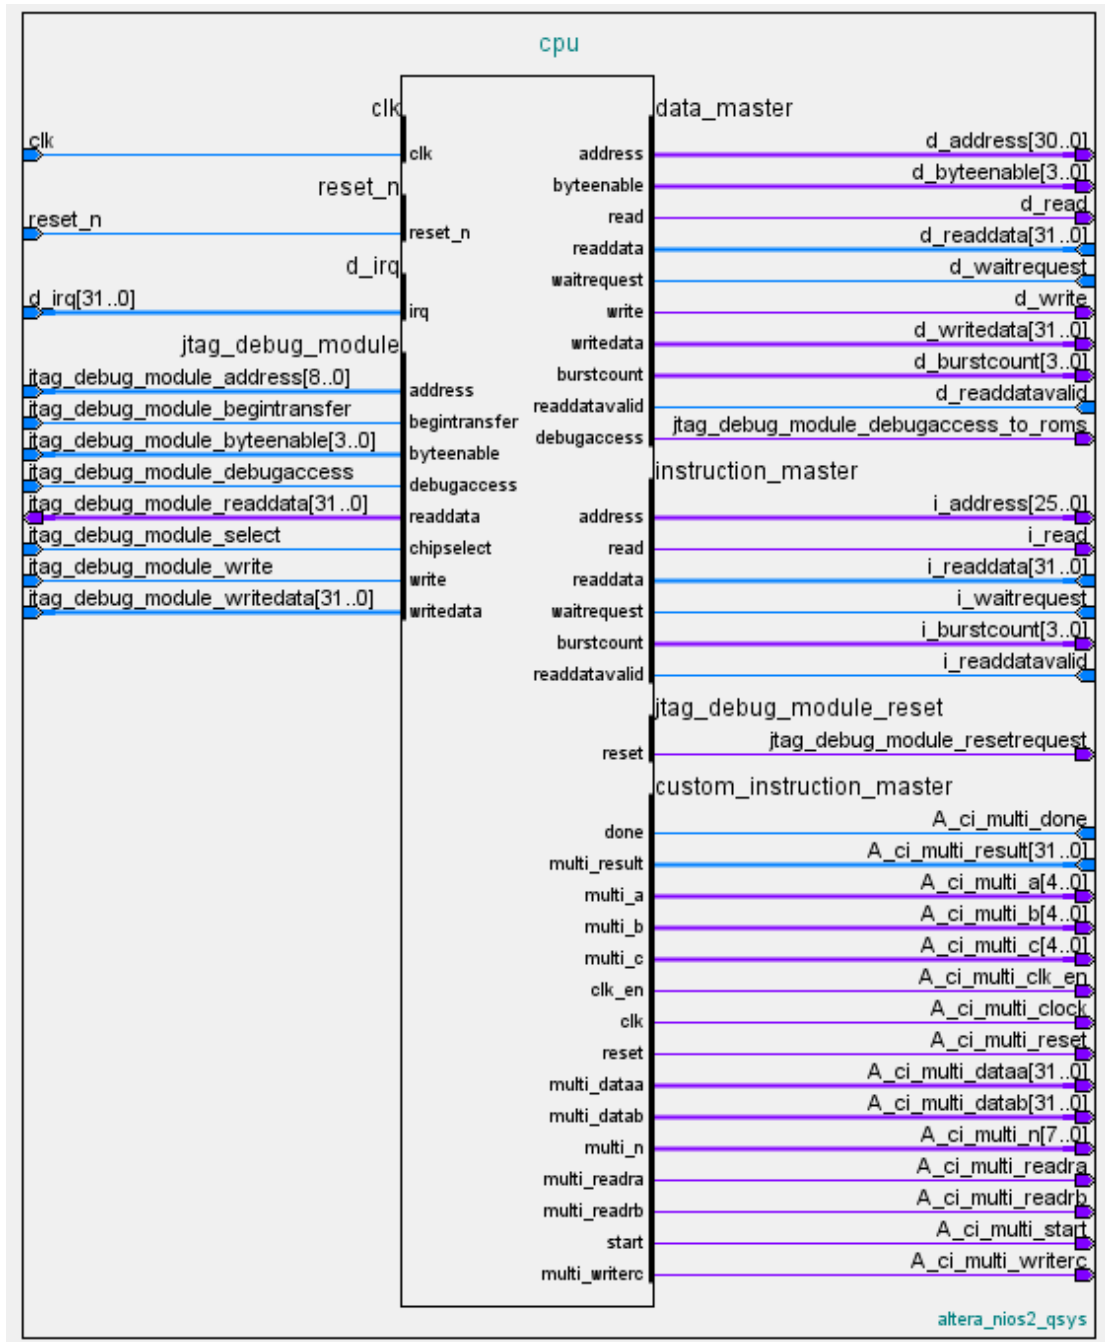 cpu
clk
clk
clk
reset_n
reset_n
reset_n
d_irq
d_irq[31..0]
irq
jtag_debug_module
jtag_debug_module_address[8..0]
address
jtag_debug_module_begintransfer
begintransfer
jtag_debug_module_byteenable[3..0]
byteenable
jtag_debug_module_debugaccess
debugaccess
jtag_debug_module_readdata[31..0]
readdata
jtag_debug_module_select
chipselect
jtag_debug_module_write
write
jtag_debug_module_writedata[31..0]
writedata
data_master
address d_address[30..0]
byteenable d_byteenable[3..0]
read d_read
readdata d_readdata[31..0]
waitrequest d_waitrequest
write d_write
writedata d_writedata[31..0]
burstcount d_burstcount[3..0]
readdatavalid d_readdatavalid
debugaccess jtag_debug_module_debugaccess_to_roms
instruction_master
address i_address[25..0]
read i_read
readdata i_readdata[31..0]
waitrequest i_waitrequest
burstcount i_burstcount[3..0]
readdatavalid i_readdatavalid
jtag_debug_module_reset
reset jtag_debug_module_resetrequest
custom_instruction_master
done A_ci_multi_done
multi_result A_ci_multi_result[31..0]
multi_a A_ci_multi_a[4..0]
multi_b A_ci_multi_b[4..0]
multi_c A_ci_multi_c[4..0]
clk_en A_ci_multi_clk_en
clk A_ci_multi_clock
reset A_ci_multi_reset
multi_dataa A_ci_multi_dataa[31..0]
multi_datab A_ci_multi_datab[31..0]
multi_n A_ci_multi_n[7..0]
multi_readra A_ci_multi_readra
multi_readrb A_ci_multi_readrb
start A_ci_multi_start
multi_writerc A_ci_multi_writerc
altera_nios2_qsys